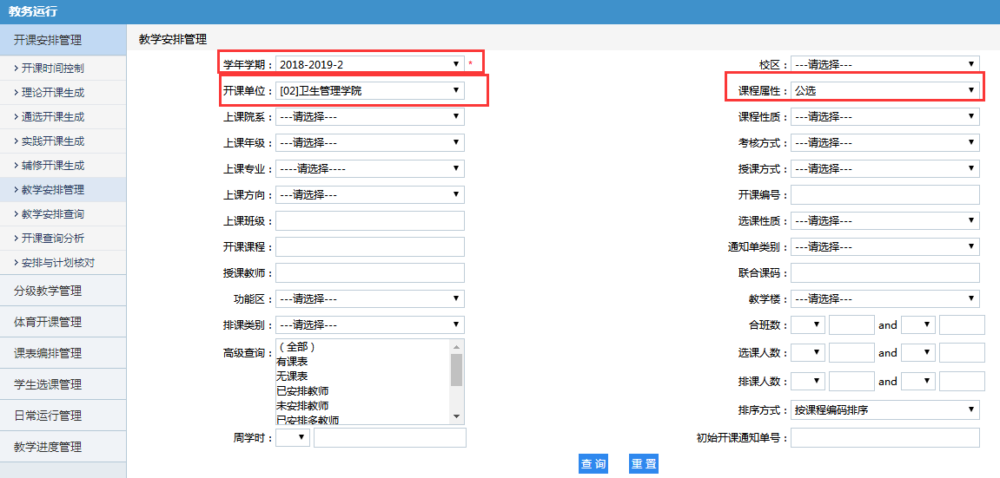 教务运行
开课安排管理
> 开课时间控制
> 理论开课生成
> 通选开课生成
> 实践开课生成
> 辅修开课生成
> 教学安排管理
> 教学安排查询
> 开课查询分析
> 安排与计划核对
分级教学管理
体育开课管理
课表编排管理
学生选课管理
日常运行管理
教学进度管理
教学安排管理
学年学期： 2018-2019-2 * 校区： ---请选择---
开课单位： [02]卫生管理学院 课程属性： 公选
上课院系： ---请选择--- 课程性质： ---请选择---
上课年级： ---请选择--- 考核方式： ---请选择---
上课专业： ----请选择---- 授课方式： ---请选择---
上课方向： ---请选择--- 开课编号：
上课班级： 选课性质： ---请选择---
开课课程： 通知单类别： ---请选择---
授课教师： 联合课码：
功能区： ---请选择--- 教学楼： ---请选择---
排课类别： ---请选择--- 合班数： and
高级查询： （全部） 选课人数： and
有课表
无课表 排课人数： and
已安排教师
未安排教师 排序方式： 按课程编码排序
已安排多教师
周学时： 初始开课通知单号：
查 询 重 置